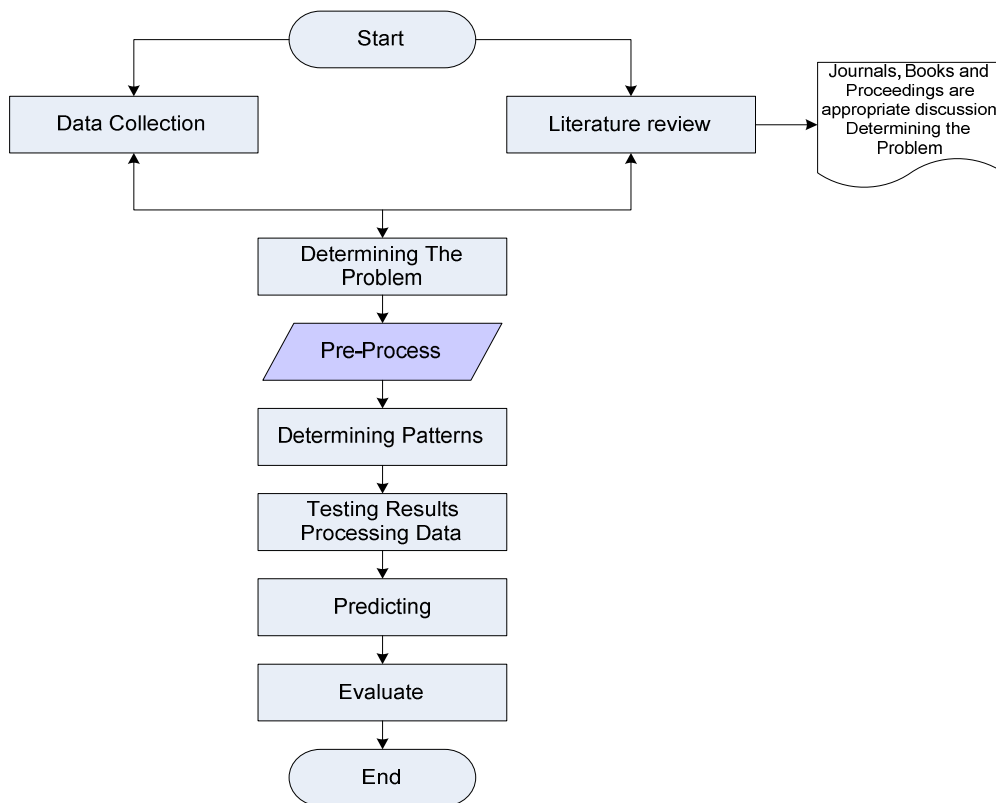 Start
Data Collection
Literature review
Journals, Books and
Proceedings are
appropriate discussion
Determining the
Problem
Determining The
Problem
Pre-Process
Determining Patterns
Testing Results
Processing Data
Predicting
Evaluate
End